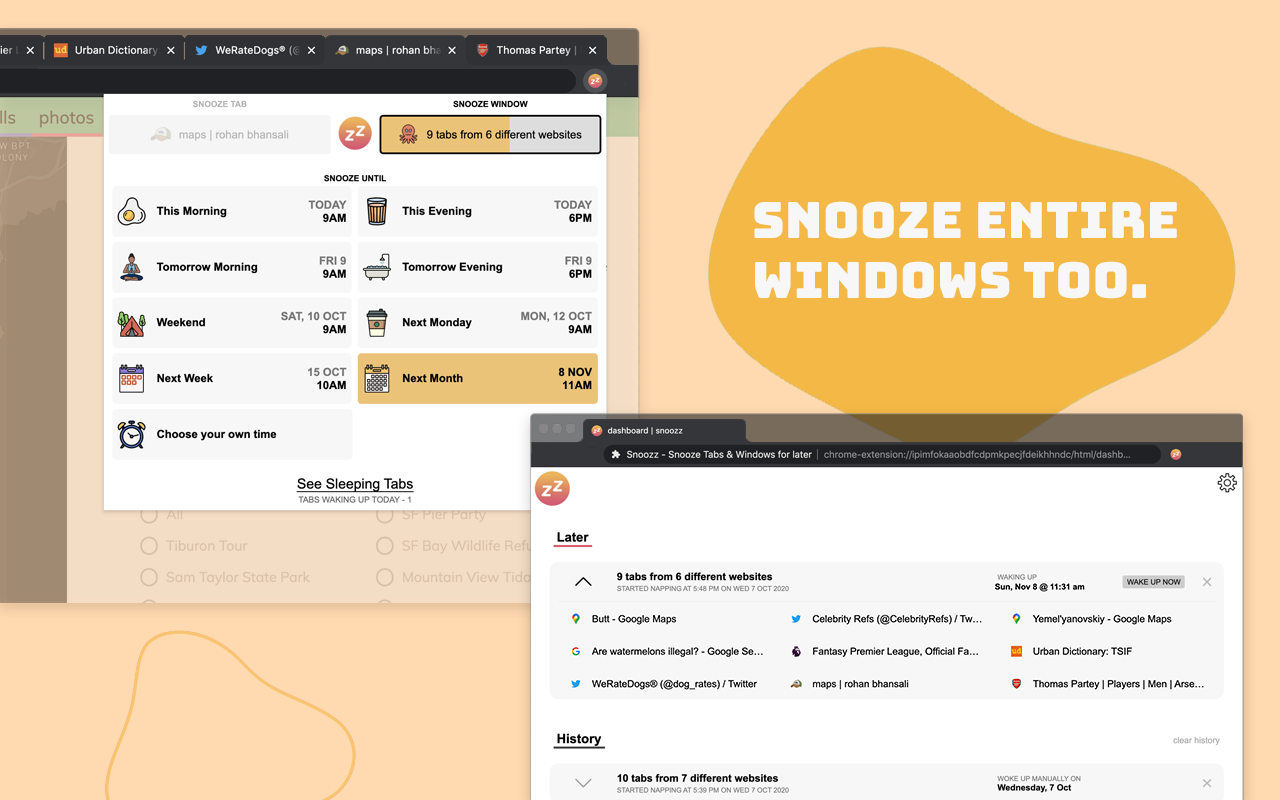 ier
Urban Dictionary
WeRateDogs® (@
maps | rohan bha
Thomas Partey |
zz
lls
photos
W BPT
OLONY
SNOOZE TAB
SNOOZE WINDOW
maps | rohan bhansali
zz
9 tabs from 6 different websites
SNOOZE UNTIL
This Morning
TODAY
9AM
This Evening
TODAY
6PM
Tomorrow Morning
FRI 9
9AM
Tomorrow Evening
FRI 9
6PM
Weekend
SAT, 10 OCT
9AM
Next Monday
MON, 12 OCT
9AM
Next Week
15 OCT
10AM
Next Month
8 NOV
11AM
Choose your own time
See Sleeping Tabs
TABS WAKING UP TODAY - 1
All
SF Pier Party
Tiburon Tour
SF Bay Wildlife Refu
Sam Taylor State Park
Mountain View Tida
SNOOZE ENTIRE
WINDOWS TOO.
dashboard | snoozz
Snoozz - Snooze Tabs & Windows for later | chrome-extension://ipimfokaaobdfcdpmkpecjfdeikhhndc/html/dashb...
zz
Later
9 tabs from 6 different websites
STARTED NAPPING AT 5:48 PM ON WED 7 OCT 2020
WAKING UP
Sun, Nov 8 @ 11:31 am
WAKE UP NOW
Butt - Google Maps
Celebrity Refs (@CelebrityRefs) / Tw...
Yemel'yanovskiy - Google Maps
Are watermelons illegal? - Google Se...
Fantasy Premier League, Official Fa...
Urban Dictionary: TSIF
WeRateDogs® (@dog_rates) / Twitter
maps | rohan bhansali
Thomas Partey | Players | Men | Arse...
History
clear history
10 tabs from 7 different websites
STARTED NAPPING AT 5:39 PM ON WED 7 OCT 2020
WOKE UP MANUALLY ON
Wednesday, 7 Oct